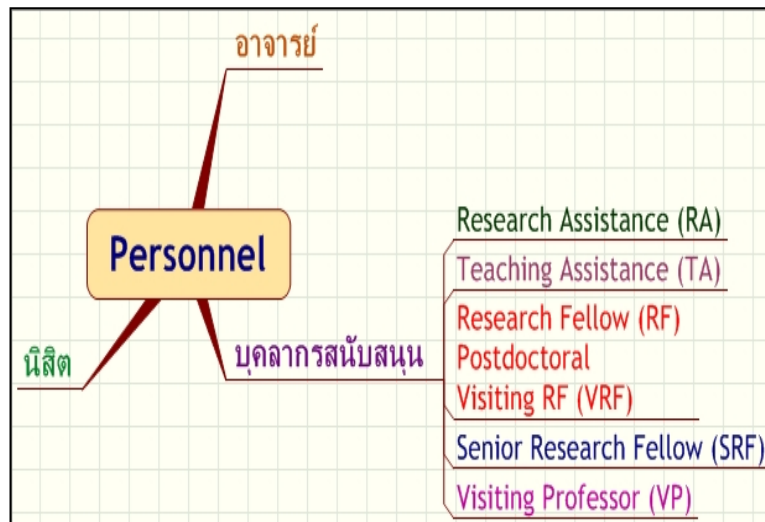 อาจารย์
Personnel
นิสิต
บุคลากรสนับสนุน
Research Assistance (RA)
Teaching Assistance (TA)
Research Fellow (RF)
Postdoctoral
Visiting RF (VRF)
Senior Research Fellow (SRF)
Visiting Professor (VP)